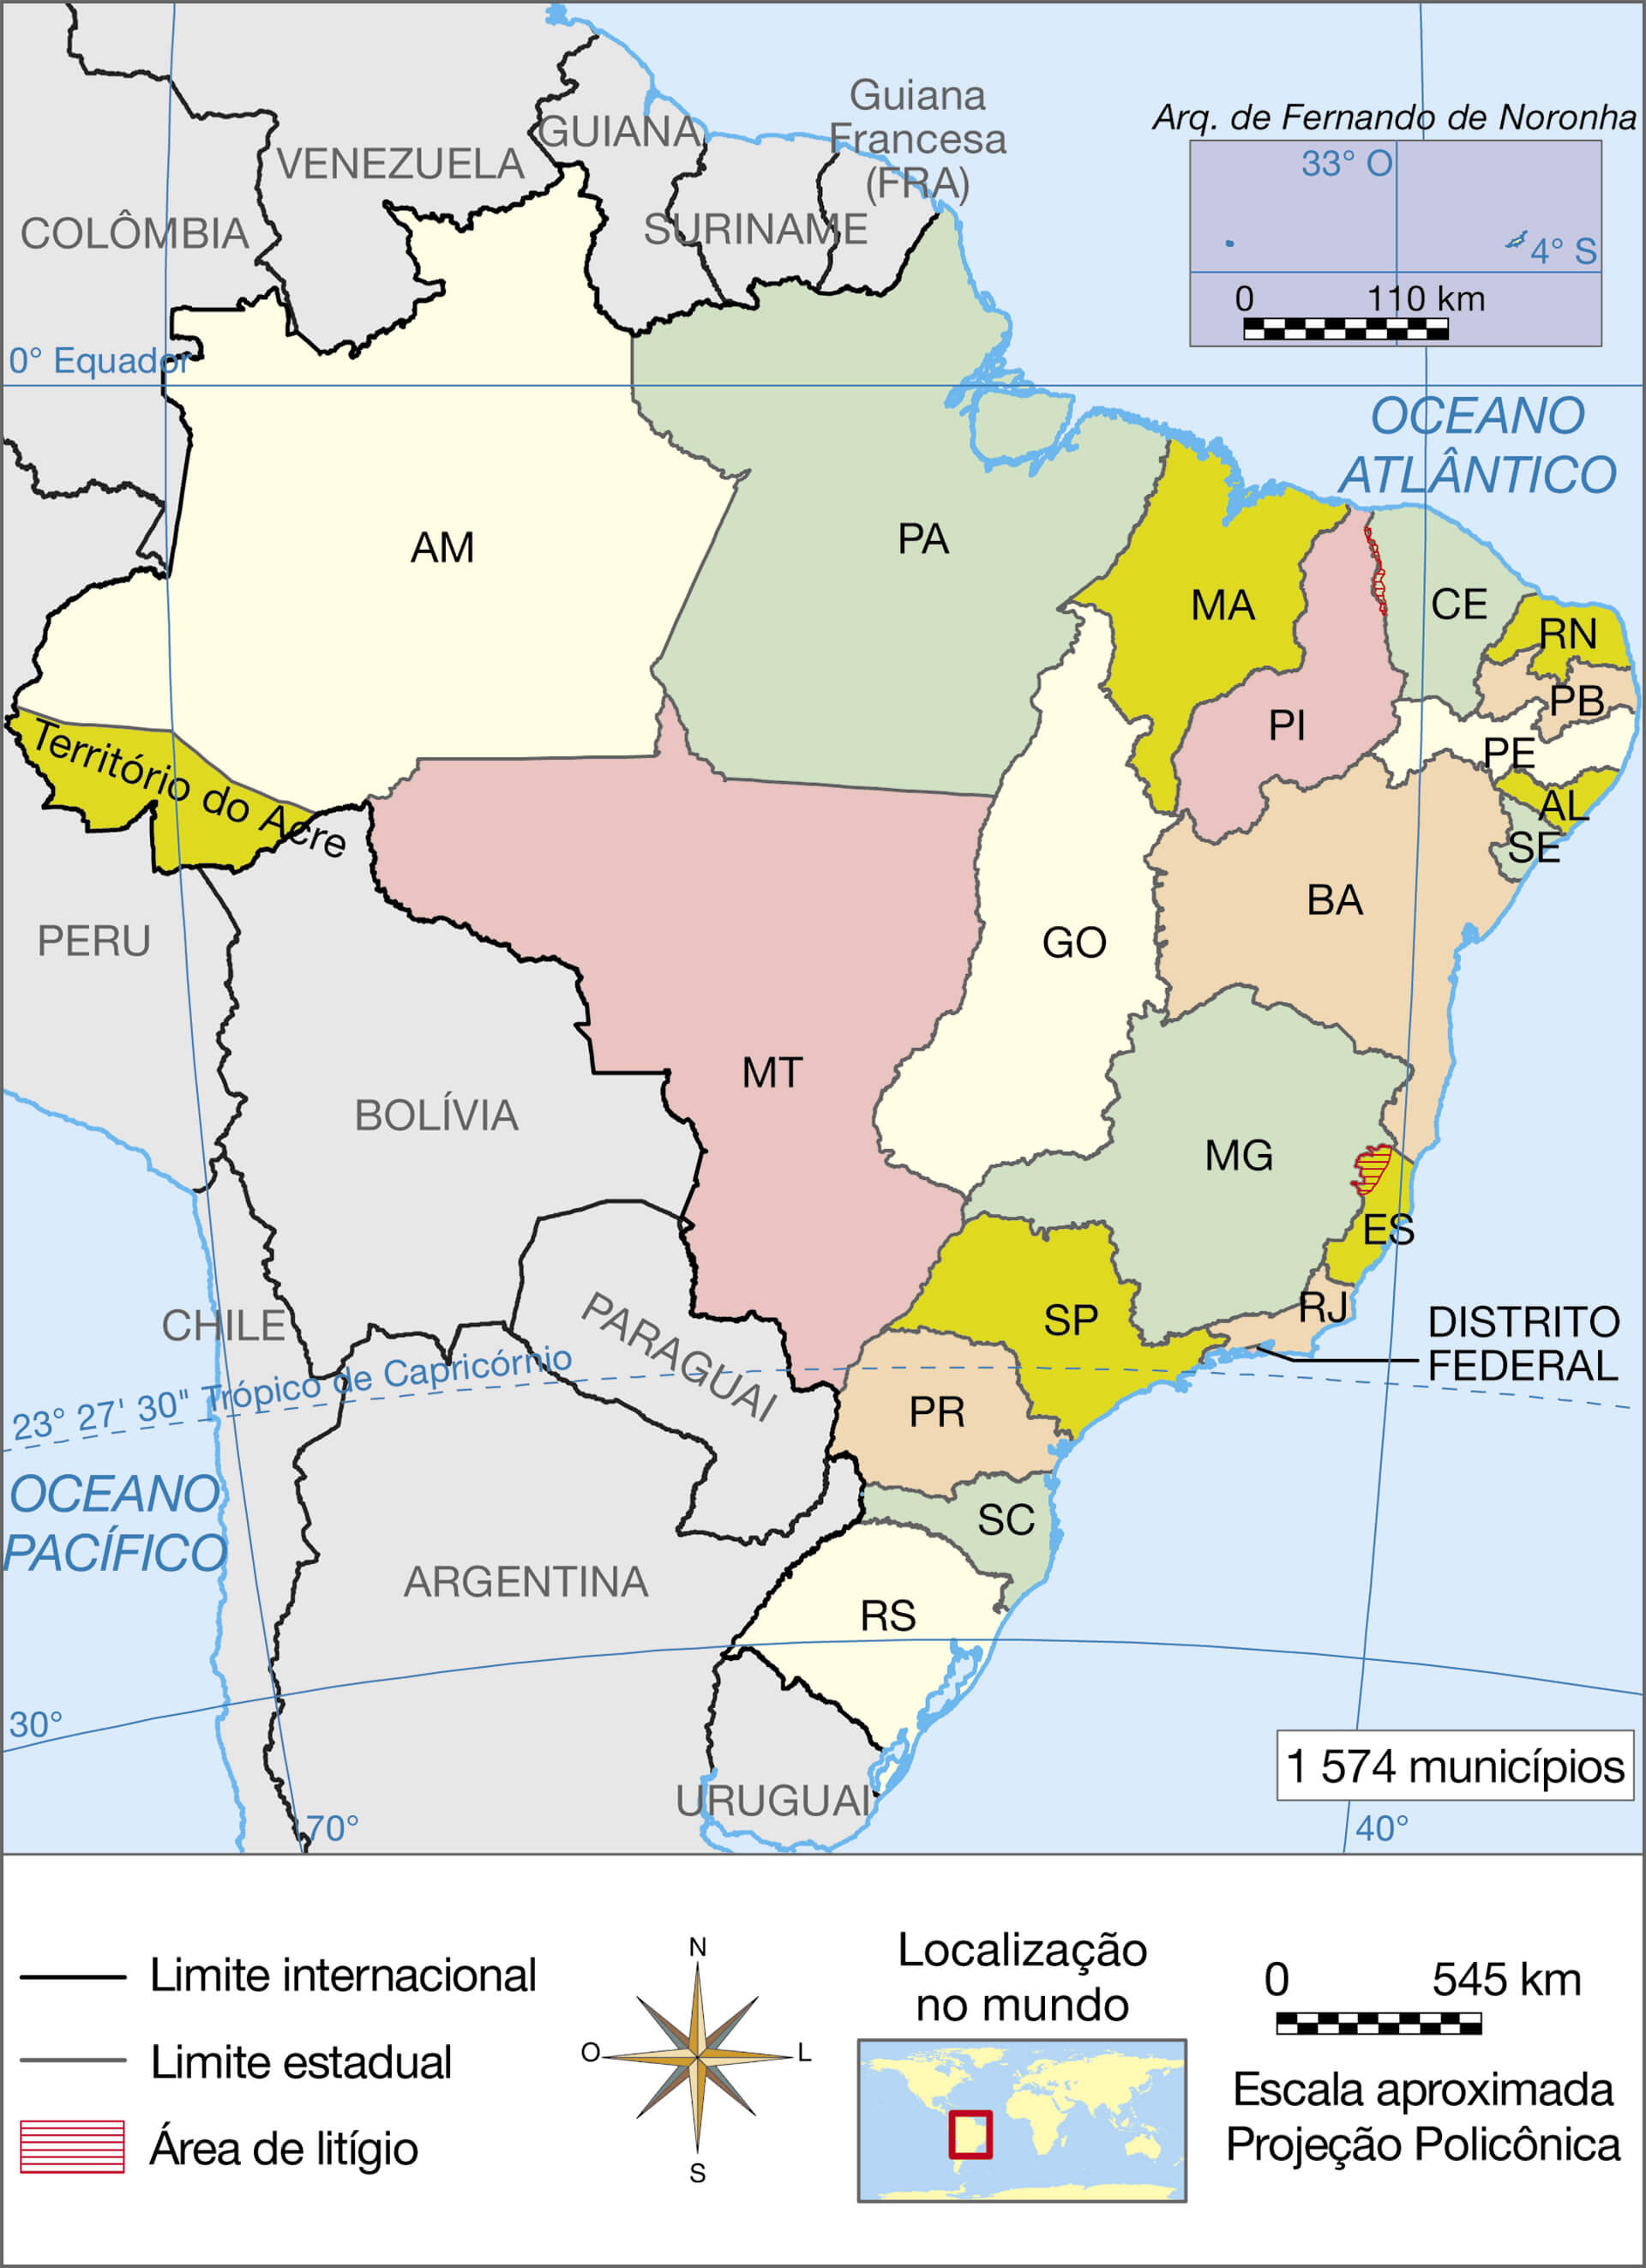 Guiana
Francesa
(FRA)
GUIANA
VENEZUELA
SURINAME
COLÔMBIA
Arq. de Fernando de Noronha
33° O
4° S
0 110 km
0° Equador
OCEANO
ATLÂNTICO
AM
PA
MA
CE
RN
PB
PI
PE
AL
SE
Território do Acre
BA
PERU
GO
MT
BOLÍVIA
MG
ES
RJ
CHILE
PARAGUAI
SP
DISTRITO
FEDERAL
23° 27' 30" Trópico de Capricórnio
PR
OCEANO
PACÍFICO
SC
ARGENTINA
RS
30°
URUGUAI
1 574 municípios
70°
40°
Limite internacional
Limite estadual
Área de litígio
N
O
L
S
Localização
no mundo
0 545 km
Escala aproximada
Projeção Policônica